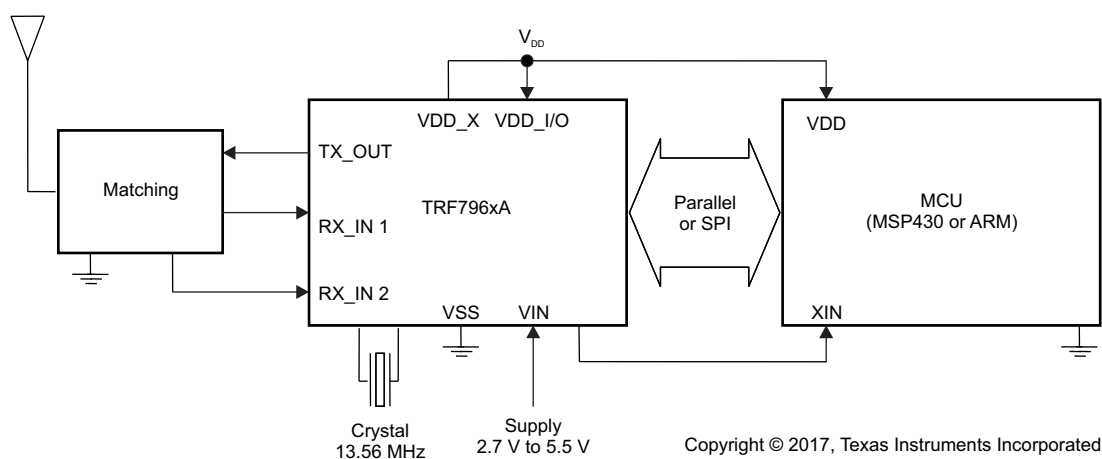 V_DD
VDD_X VDD_I/O
VDD
TX_OUT
Matching
RX_IN 1
TRF796xA
Parallel
or SPI
MCU
(MSP430 or ARM)
RX_IN 2
VSS
VIN
XIN
Crystal
13.56 MHz
Supply
2.7 V to 5.5 V
Copyright © 2017, Texas Instruments Incorporated